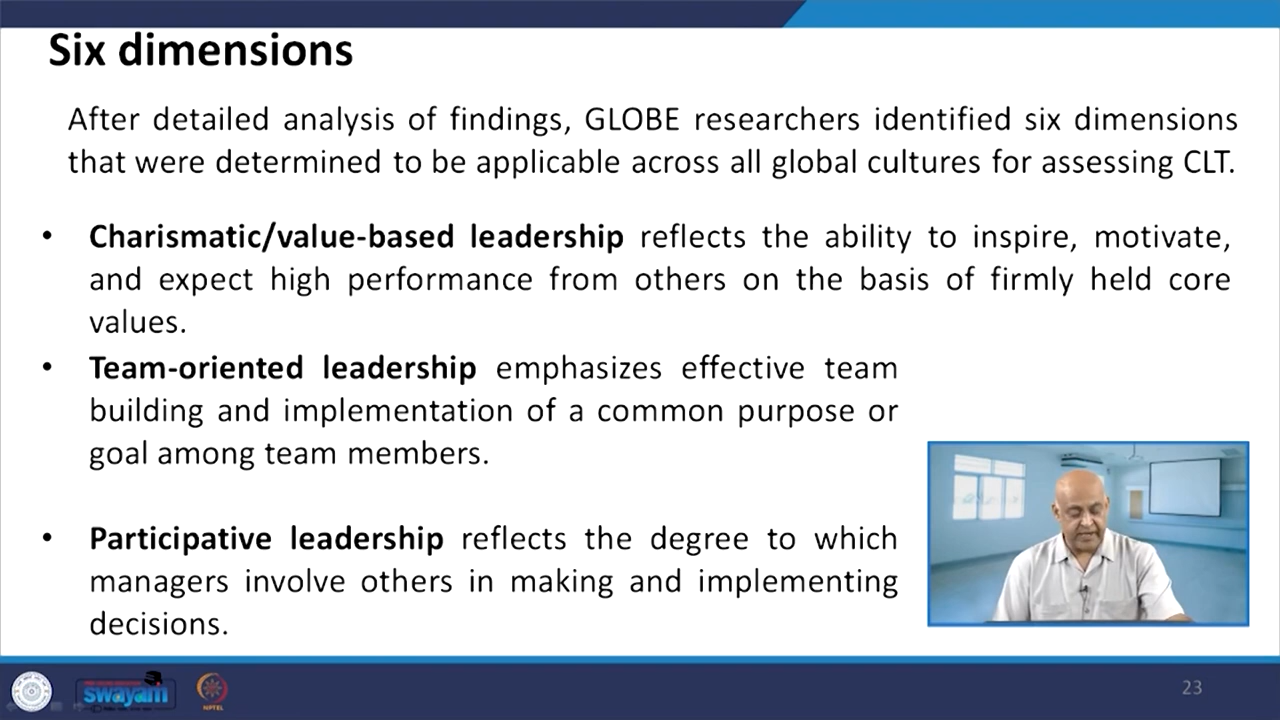 Six dimensions
After detailed analysis of findings, GLOBE researchers identified six dimensions
that were determined to be applicable across all global cultures for assessing CLT.
• Charismatic/value-based leadership reflects the ability to inspire, motivate,
and expect high performance from others on the basis of firmly held core
values.
• Team-oriented leadership emphasizes effective team
building and implementation of a common purpose or
goal among team members.
• Participative leadership reflects the degree to which
managers involve others in making and implementing
decisions.
swayam
NPTEL
23